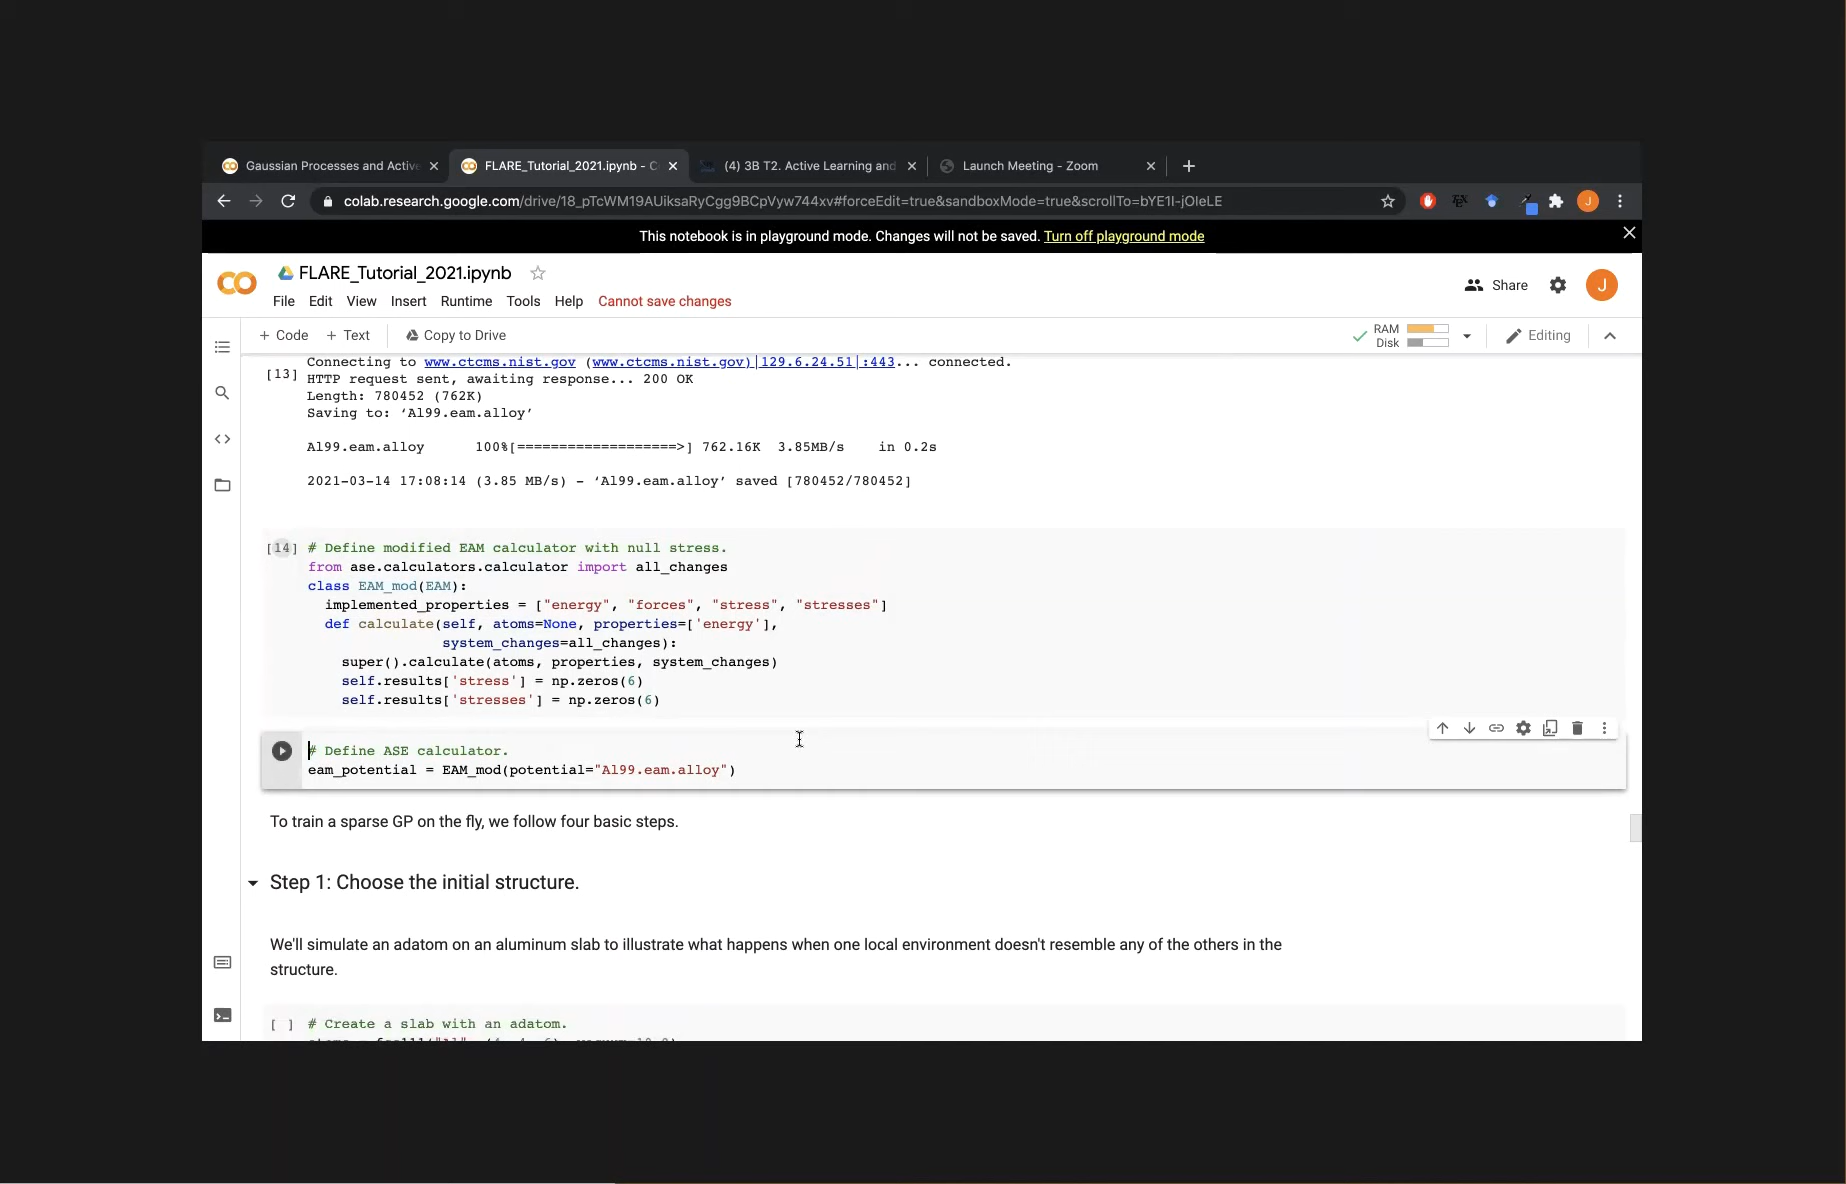 Gaussian Processes and Active
FLARE_Tutorial_2021.ipynb - C
(4) 3B T2. Active Learning and
Launch Meeting - Zoom
colab.research.google.com/drive/18_pTcWM19AUiksaRyCgg9BCpVyw744xv#forceEdit=true&sandboxMode=true&scrollTo=bYE1I-jOleLE
J
This notebook is in playground mode. Changes will not be saved. Turn off playground mode
FLARE_Tutorial_2021.ipynb
File Edit View Insert Runtime Tools Help Cannot save changes
Share
J
+ Code + Text Copy to Drive
RAM
Disk
Editing
Connecting to www.ctcms.nist.gov (www.ctcms.nist.gov)|129.6.24.51|:443... connected.
[13] HTTP request sent, awaiting response... 200 OK
Length: 780452 (762K)
Saving to: ‘Al99.eam.alloy’
Al99.eam.alloy 100%[===================>] 762.16K 3.85MB/s in 0.2s
2021-03-14 17:08:14 (3.85 MB/s) - ‘Al99.eam.alloy’ saved [780452/780452]
[14] # Define modified EAM calculator with null stress.
from ase.calculators.calculator import all_changes
class EAM_mod(EAM):
implemented_properties = ["energy", "forces", "stress", "stresses"]
def calculate(self, atoms=None, properties=['energy'],
system_changes=all_changes):
super().calculate(atoms, properties, system_changes)
self.results['stress'] = np.zeros(6)
self.results['stresses'] = np.zeros(6)
# Define ASE calculator.
eam_potential = EAM_mod(potential="Al99.eam.alloy")
To train a sparse GP on the fly, we follow four basic steps.
Step 1: Choose the initial structure.
We'll simulate an adatom on an aluminum slab to illustrate what happens when one local environment doesn't resemble any of the others in the
structure.
[ ] # Create a slab with an adatom.